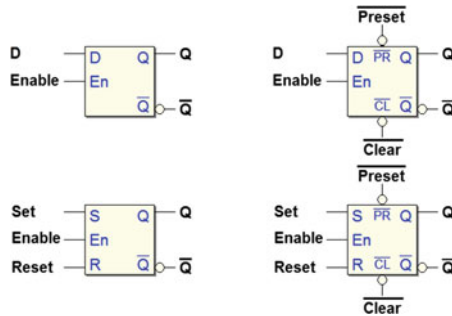 Preset
D D Q Q D D PR Q Q
Enable En Enable En
Q Q CL Q Q
Clear
Preset
Set S Q Q Set S PR Q Q
Enable En Enable En
Reset R Q Q Reset R CL Q Q
Clear